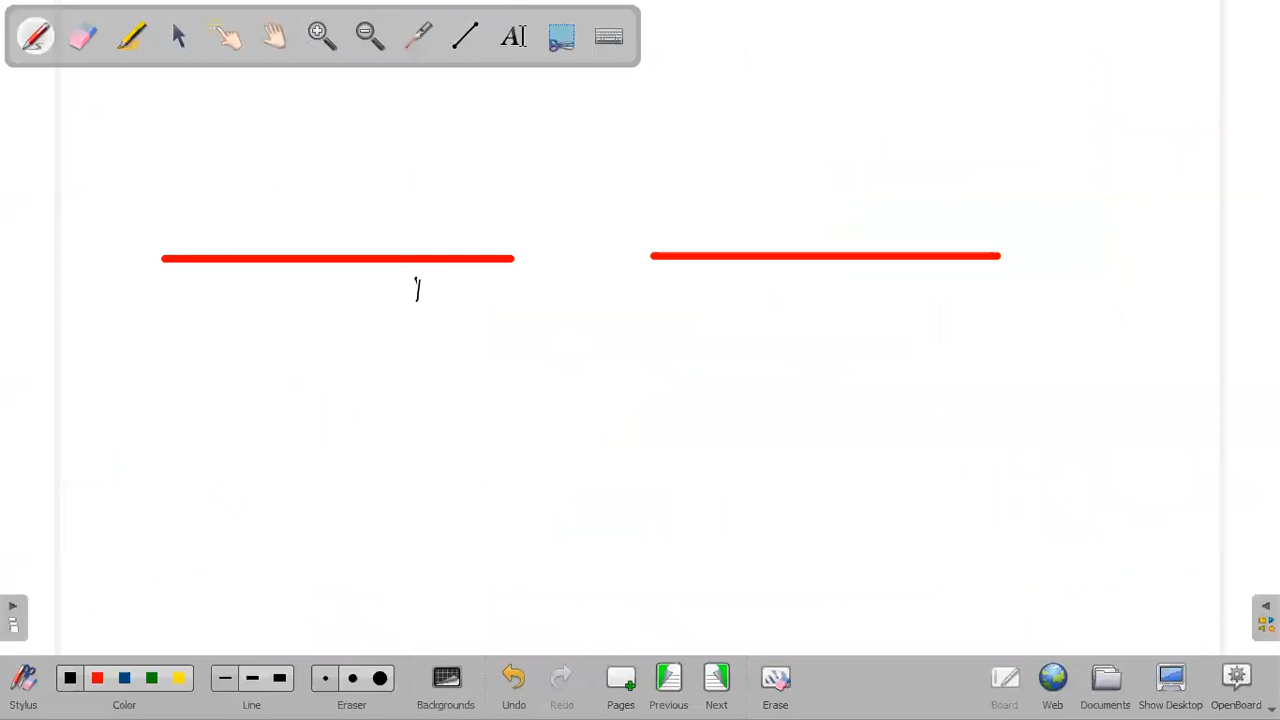 A
Stylus
Color
Line
Eraser
Backgrounds
Undo
Redo
Pages
Previous
Next
Erase
Board
Web
Documents
Show Desktop
OpenBoard